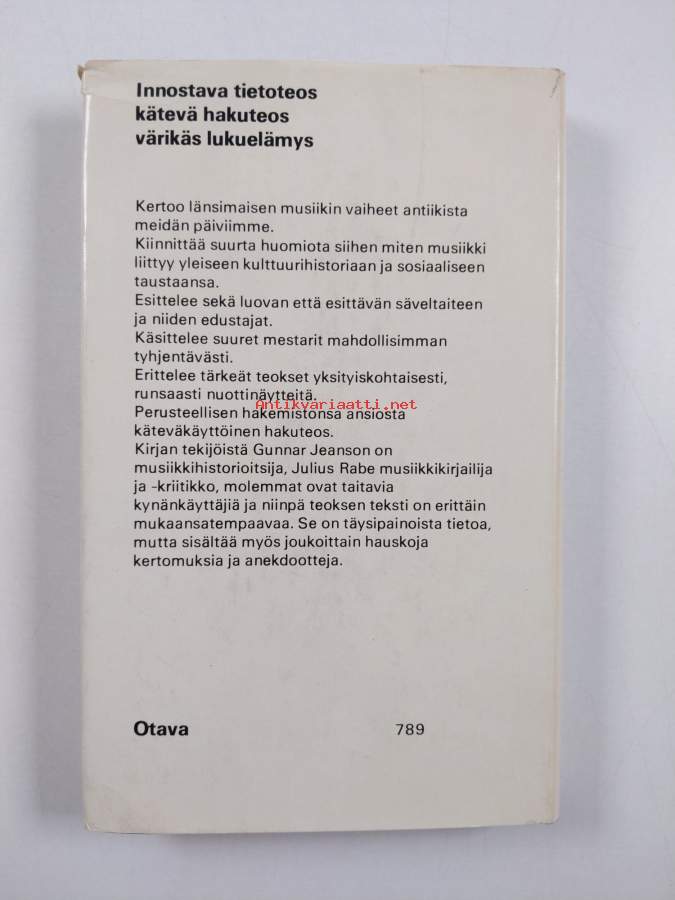 Innostava tietoteos
kätevä hakuteos
värikäs lukuelämys
Kertoo länsimaisen musiikin vaiheet antiikista
meidän päiviimme.
Kiinnittää suurta huomiota siihen miten musiikki
liittyy yleiseen kulttuurihistoriaan ja sosiaaliseen
taustaansa.
Esittelee sekä luovan että esittävän säveltaiteen
ja niiden edustajat.
Käsittelee suuret mestarit mahdollisimman
tyhjentävästi.
Erittelee tärkeät teokset yksityiskohtaisesti,
runsaasti nuottinäytteitä.
Antikvariaatti.net
Perusteellisen hakemistonsa ansiosta
käteväkäyttöinen hakuteos.
Kirjan tekijöistä Gunnar Jeanson on
musiikkihistorioitsija, Julius Rabe musiikkikirjailija
ja -kriitikko, molemmat ovat taitavia
kynänkäyttäjiä ja niinpä teoksen teksti on erittäin
mukaansatempaavaa. Se on täysipainoista tietoa,
mutta sisältää myös joukoittain hauskoja
kertomuksia ja anekdootteja.
Otava 789